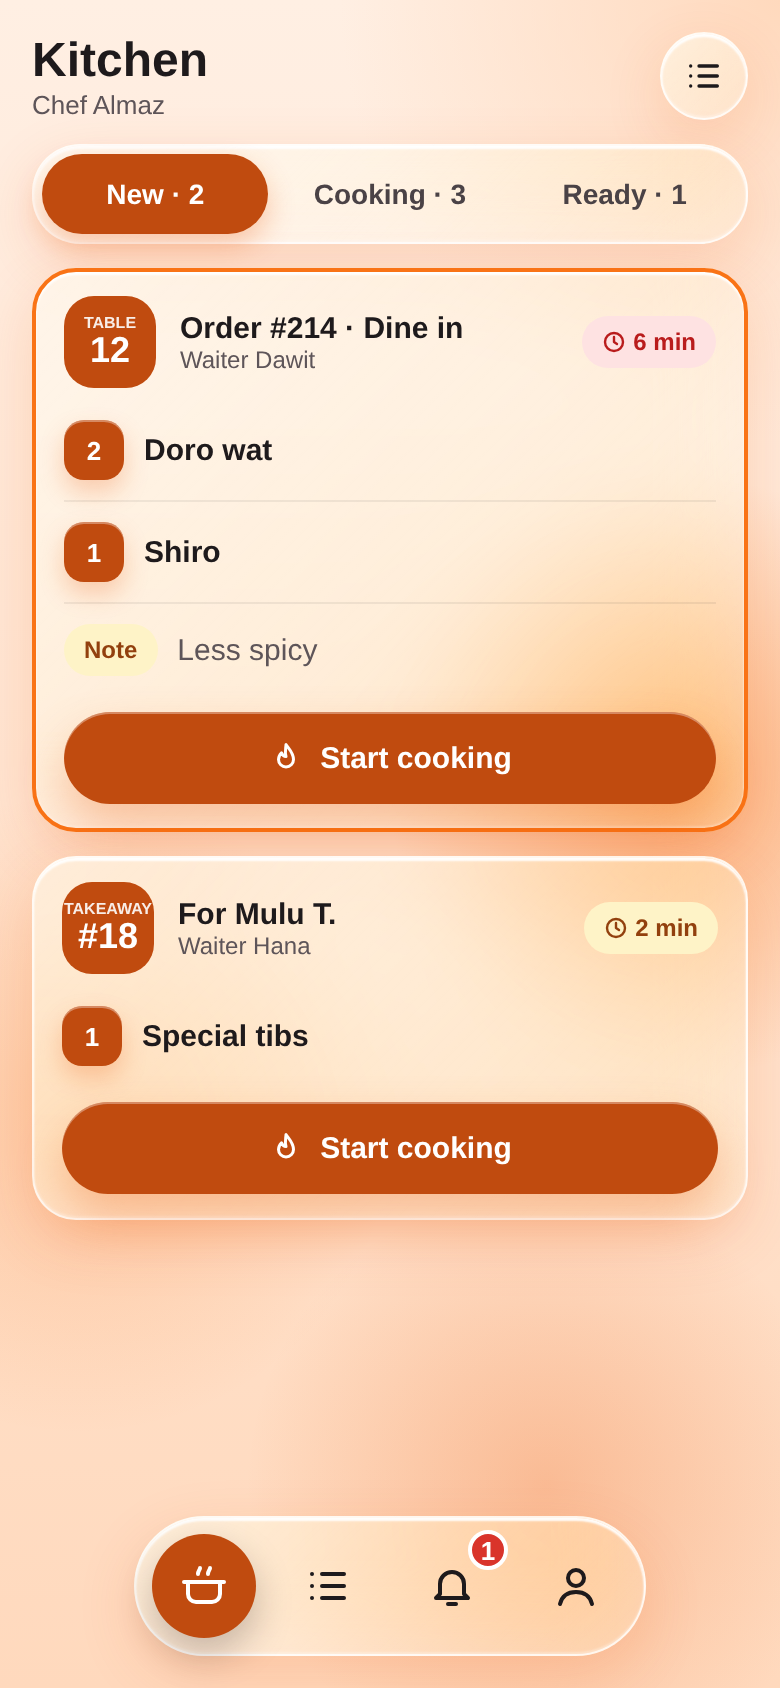 Kitchen
Chef Almaz
New · 2
Cooking · 3
Ready · 1
TABLE
12
Order #214 · Dine in
Waiter Dawit
6 min
2
Doro wat
1
Shiro
Note
Less spicy
Start cooking
TAKEAWAY
#18
For Mulu T.
Waiter Hana
2 min
1
Special tibs
Start cooking
1